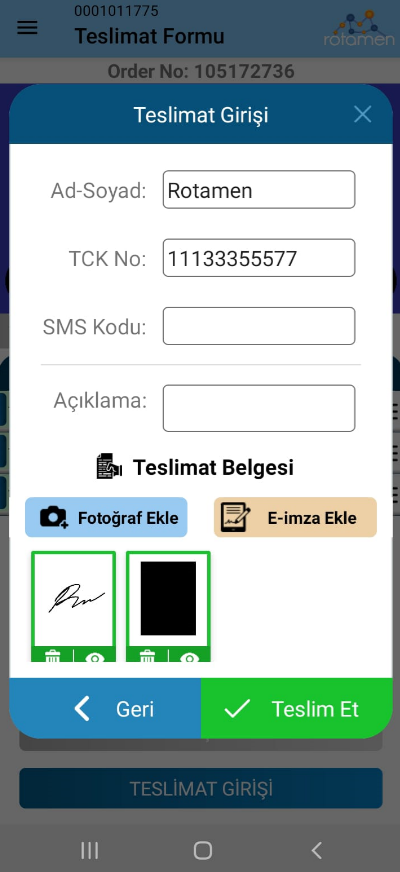 0001011775
Teslimat Formu
rotamen
Order No: 105172736
Teslimat Girişi
Ad-Soyad: Rotamen
TCK No: 11133355577
SMS Kodu:
Açıklama:
Teslimat Belgesi
Fotoğraf Ekle E-imza Ekle
Geri Teslim Et
TESLİMAT GİRİŞİ